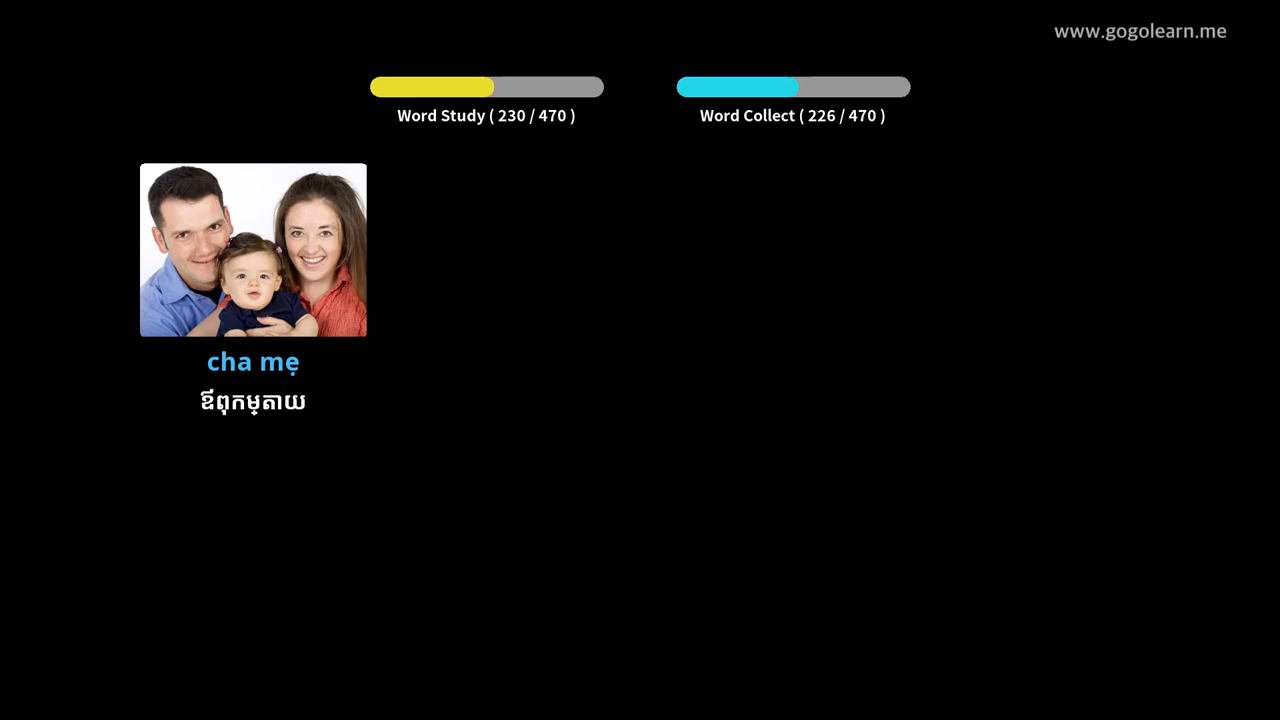 www.gogolearn.me
Word Study ( 230 / 470 )
Word Collect ( 226 / 470 )
cha mẹ
ឪពុកម្តាយ